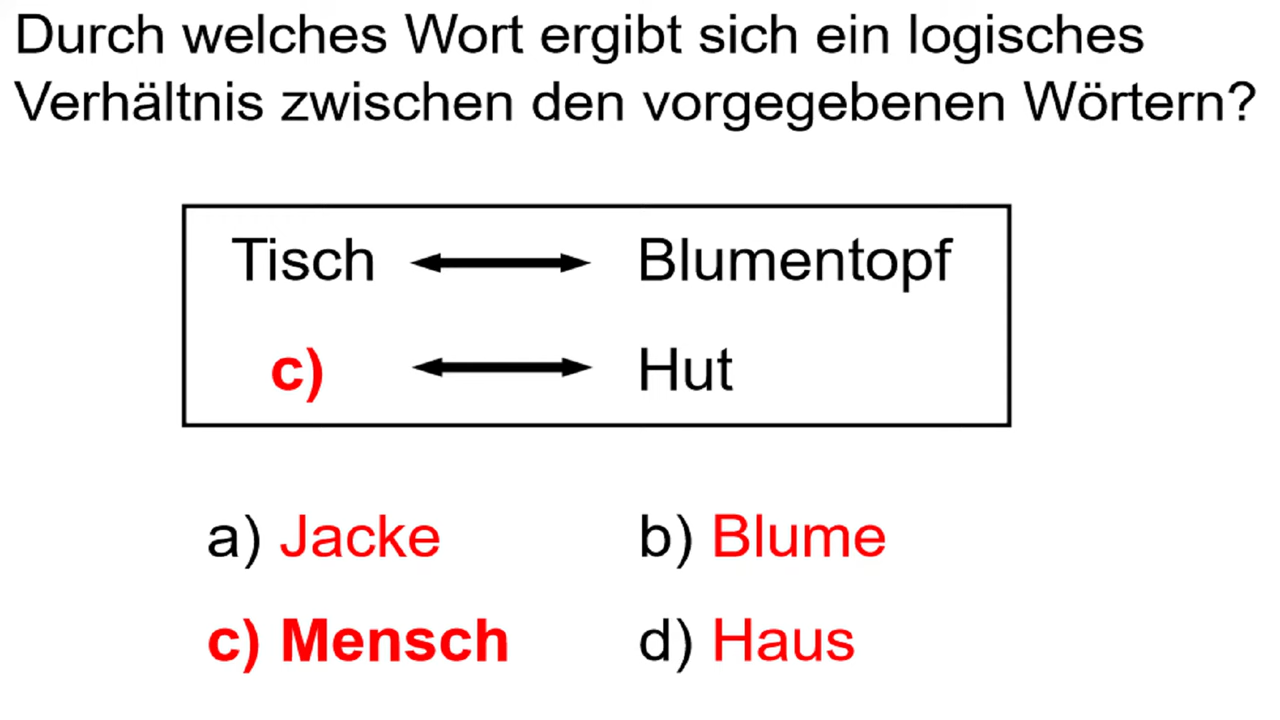 Durch welches Wort ergibt sich ein logisches
Verhältnis zwischen den vorgegebenen Wörtern?
Tisch Blumentopf
c) Hut
a) Jacke b) Blume
c) Mensch d) Haus